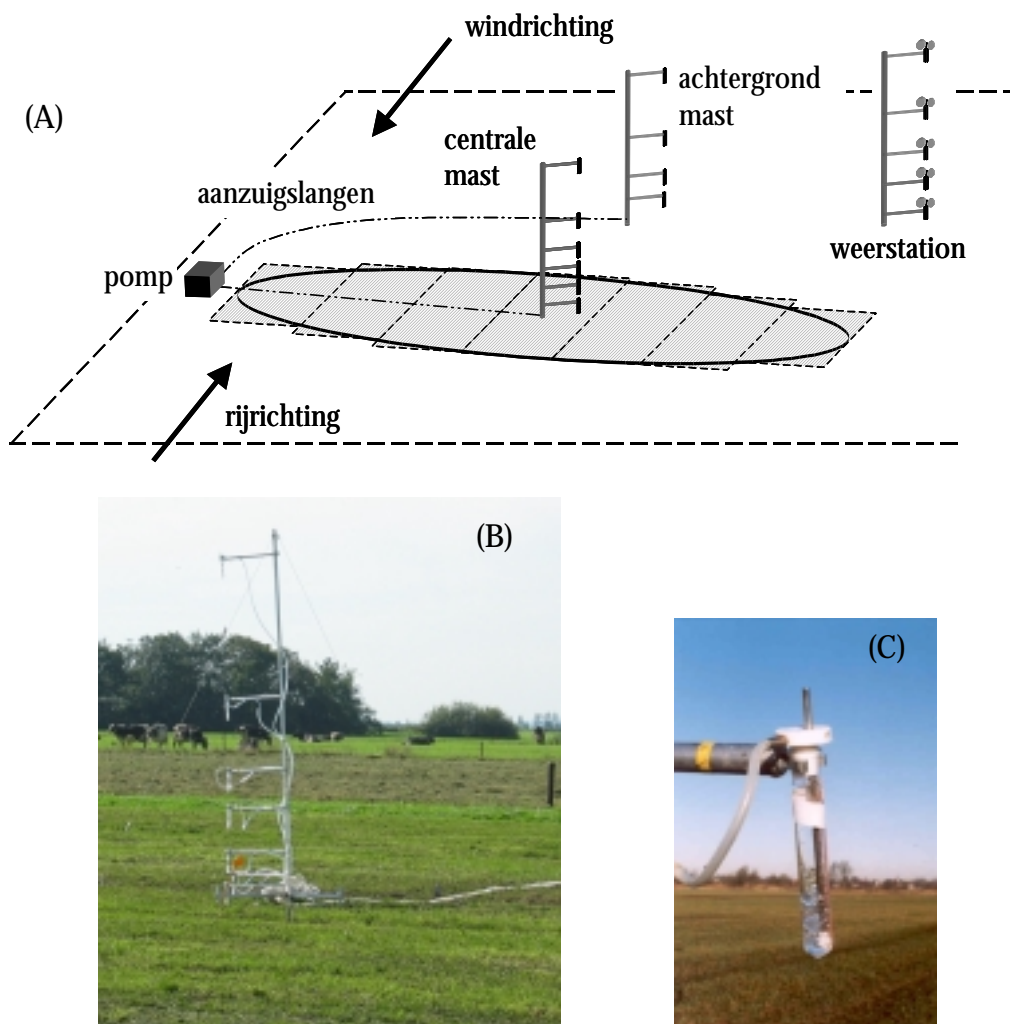 windrichting
(A)
achtergrond
mast
centrale
mast
aanzuigslangen
weerstation
pomp
rijrichting
(B)
(C)